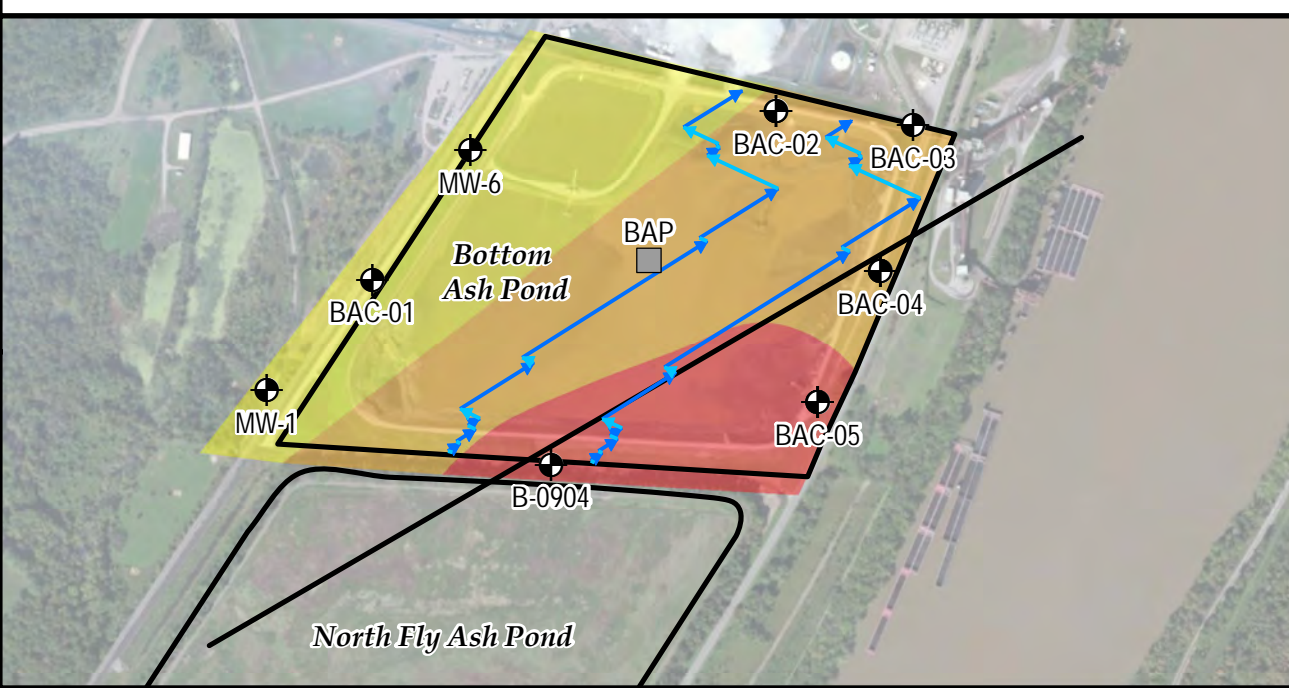 BAC-02
BAC-03
MW-6
BAP
Bottom
Ash Pond
BAC-01
BAC-04
MW-1
BAC-05
B-0904
North Fly Ash Pond